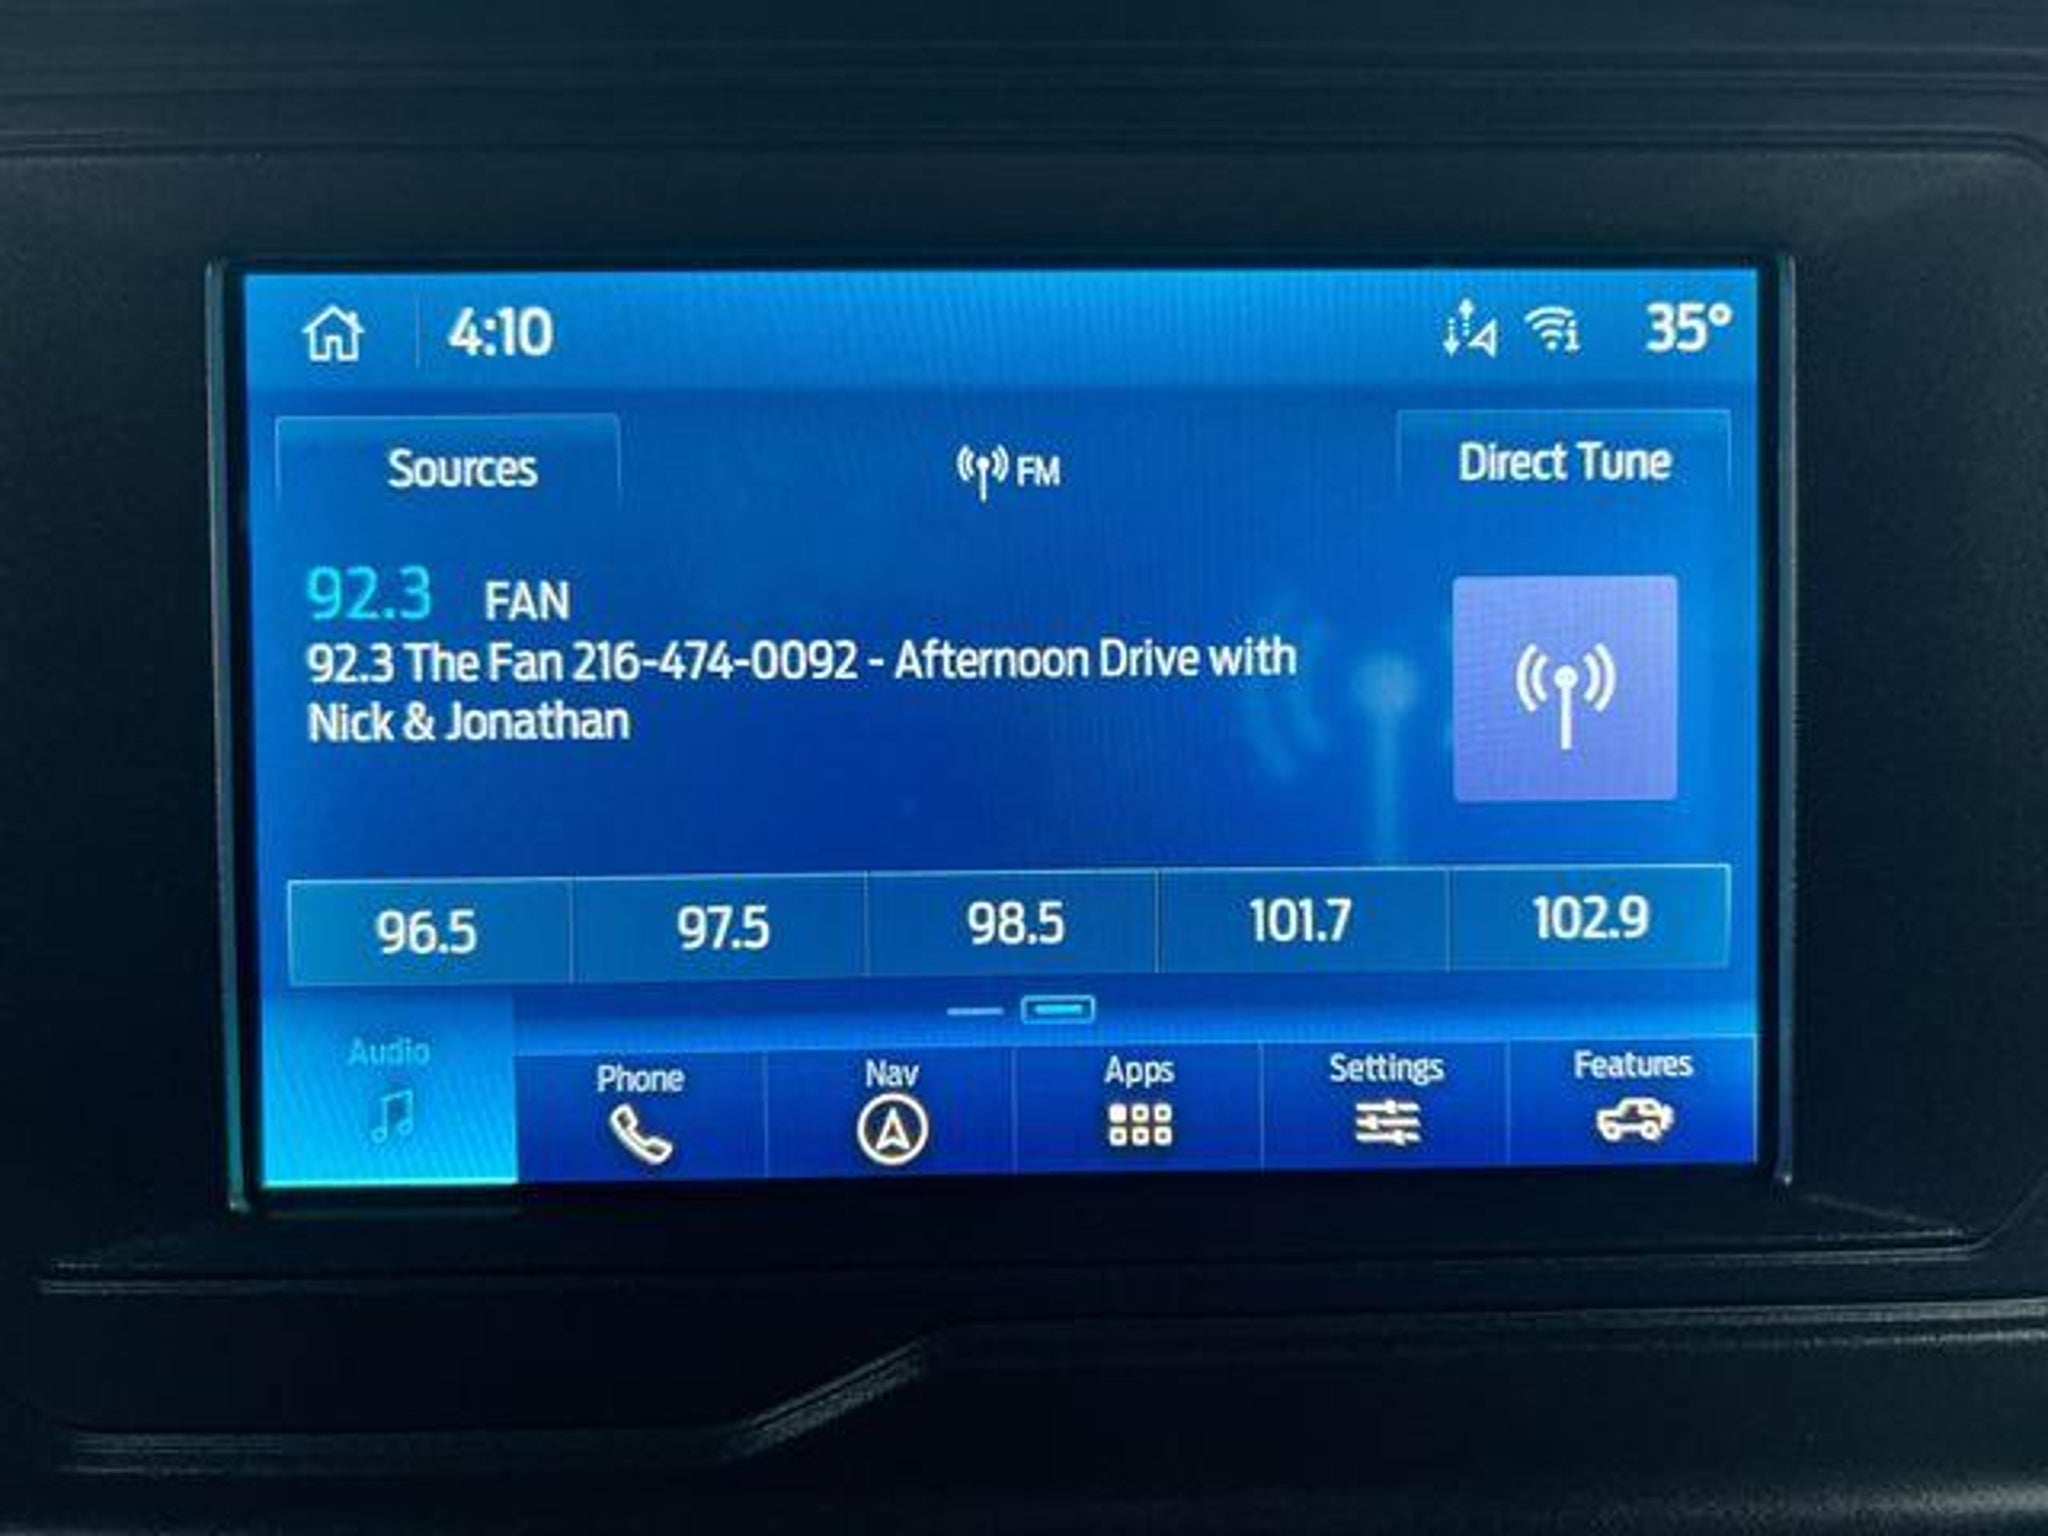 4:10 35°
Sources FM Direct Tune
92.3 FAN
92.3 The Fan 216-474-0092 - Afternoon Drive with
Nick & Jonathan
96.5 97.5 98.5 101.7 102.9
Audio Phone Nav Apps Settings Features